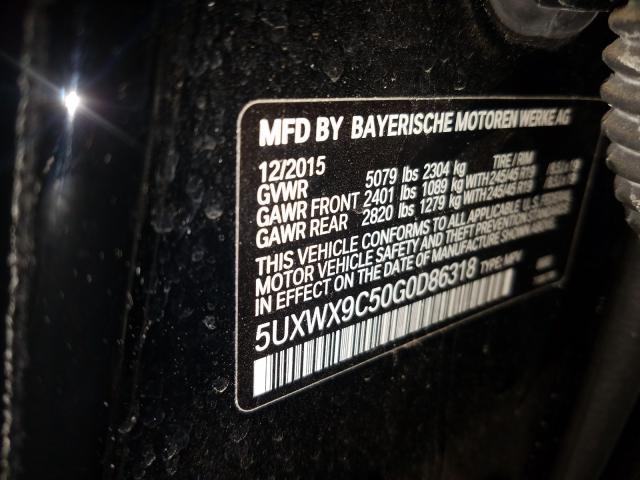 MFD BY BAYERISCHE MOTOREN WERKE AG
12/2015 TIRE / RIM
GVWR 5079 lbs 2304 kg
GAWR FRONT 2401 lbs 1089 kg WITH 245/45 R19
GAWR REAR 2820 lbs 1279 kg WITH 245/45 R19
THIS VEHICLE CONFORMS TO ALL APPLICABLE U.S.
MOTOR VEHICLE SAFETY AND THEFT PREVENTION
IN EFFECT ON THE DATE OF MANUFACTURE SHOWN ABOVE.
5UXWX9C50G0D86318 TYPE: MPV